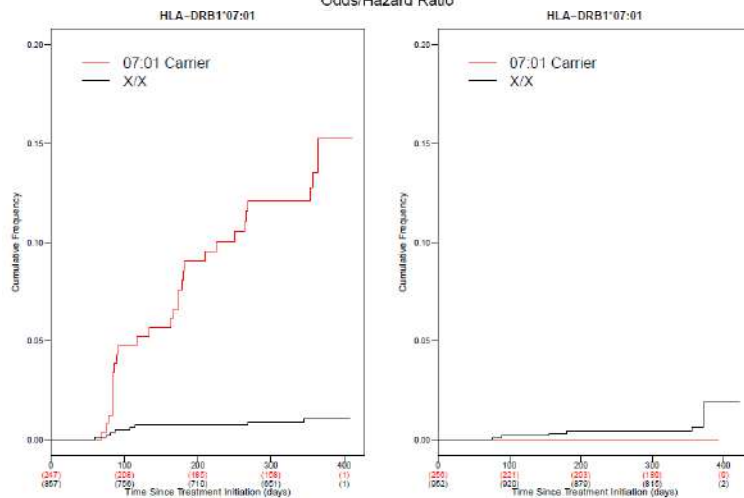 Odds/Hazard Ratio
HLA-DRB1*07:01
07:01 Carrier
X/X
Cumulative Frequency
0.20
0.15
0.10
0.05
0.00
0 100 200 300 400
(247) (208) (185) (158) (1)
(857) (756) (710) (651) (1)
Time Since Treatment Initiation (days)
HLA-DRB1*07:01
07:01 Carrier
X/X
Cumulative Frequency
0.20
0.15
0.10
0.05
0.00
0 100 200 300 400
(221) (203) (0)
(952) (920) (879) (2)
Time Since Treatment Initiation (days)